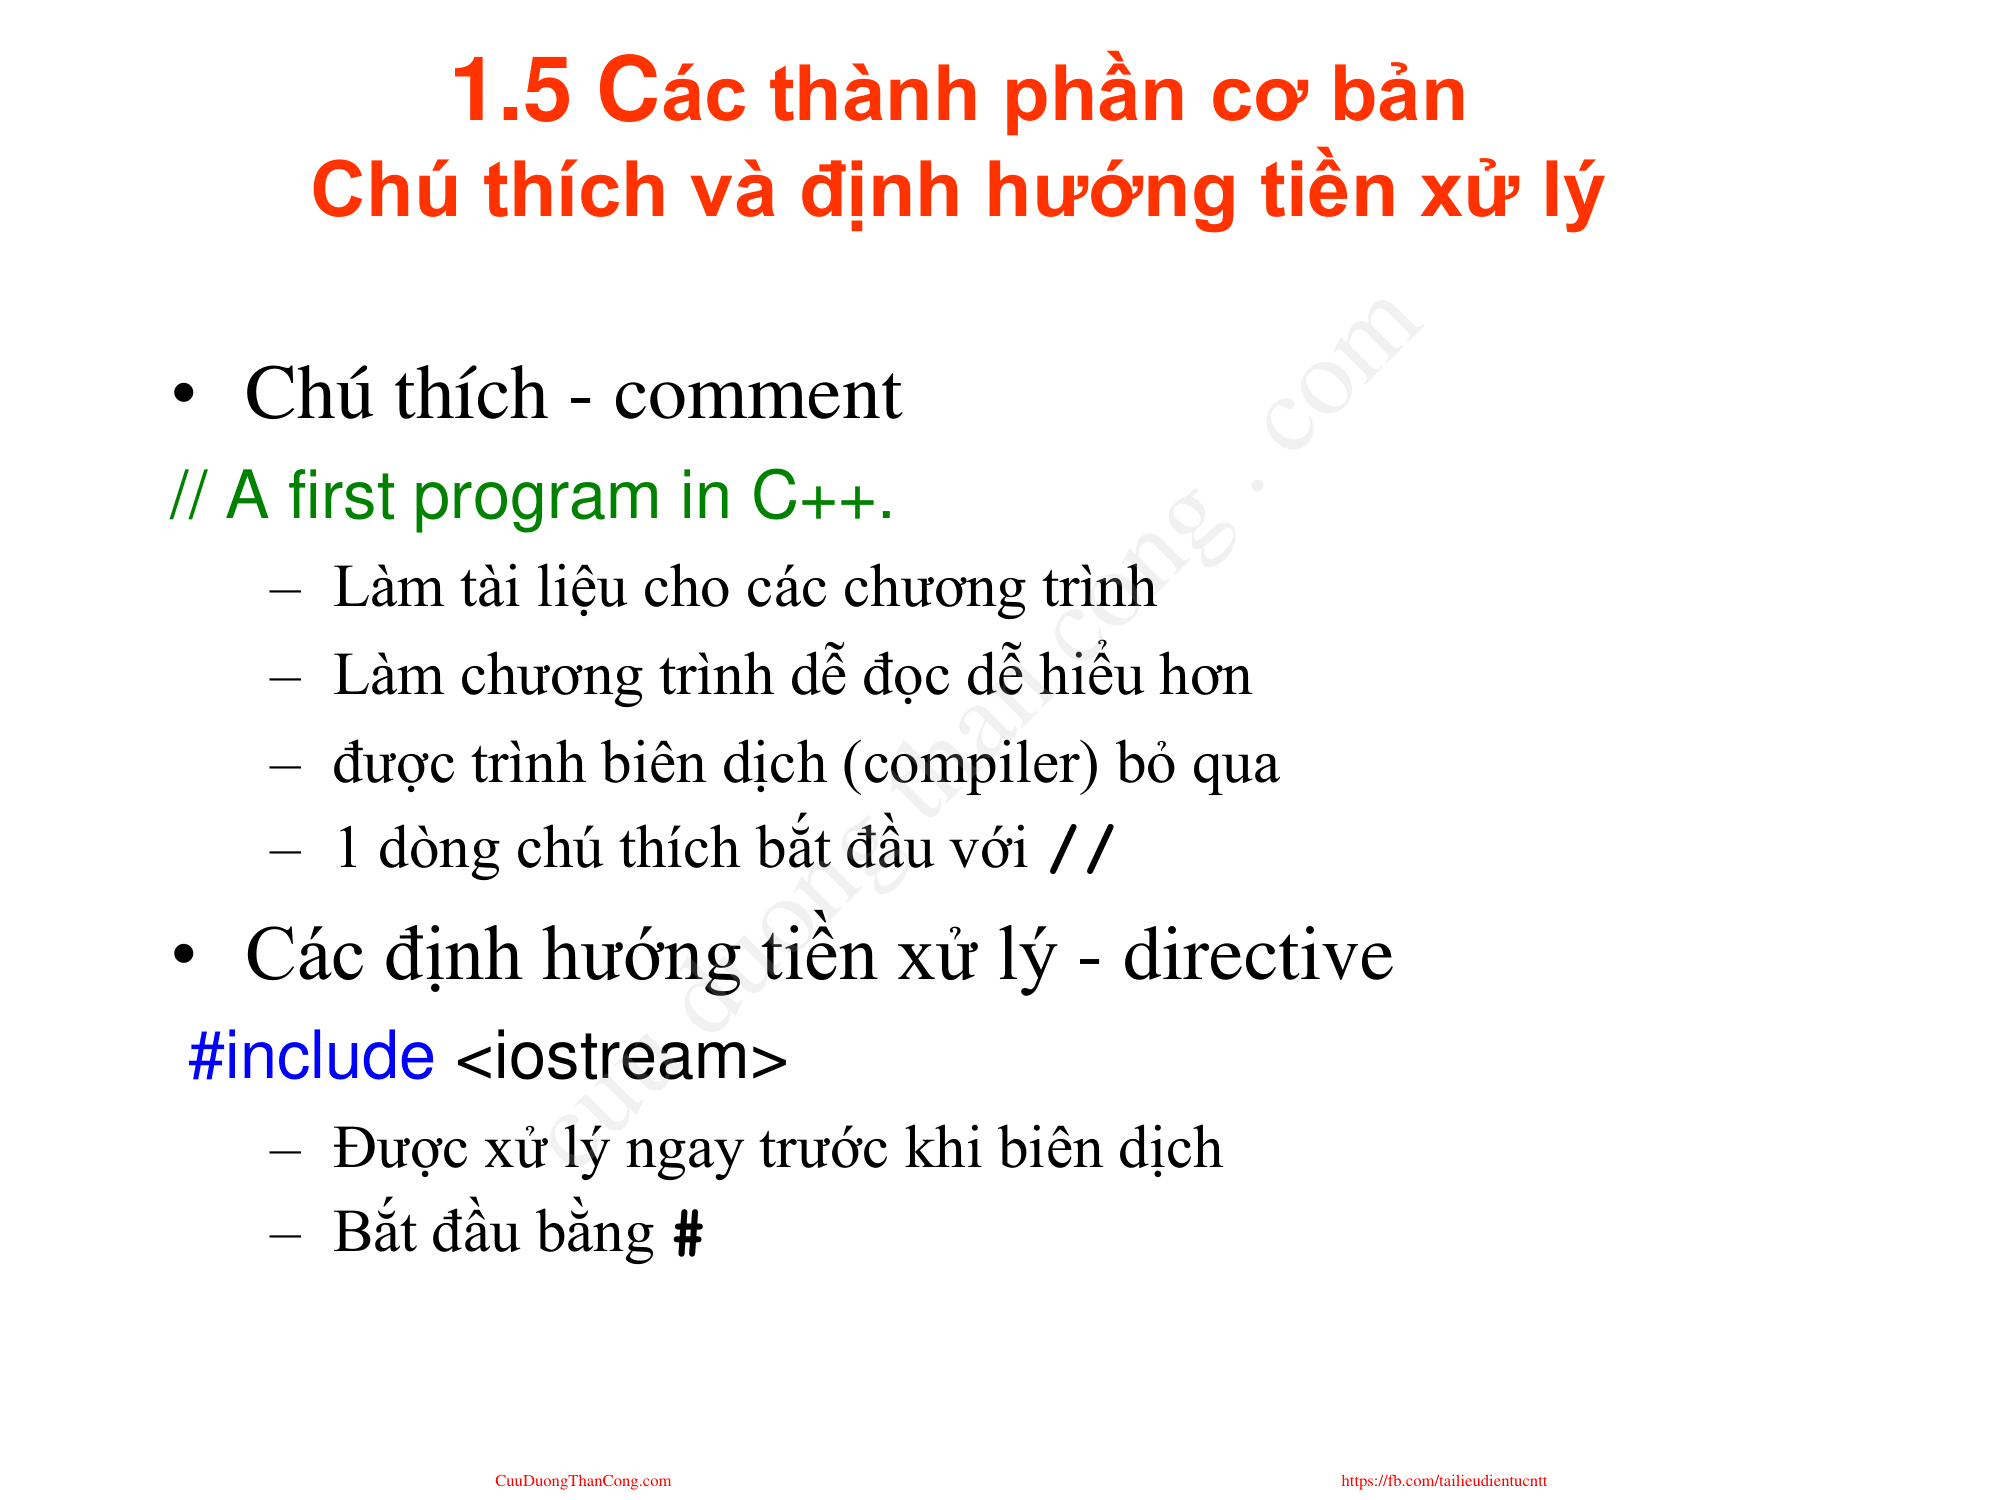 1.5 Các thành phần cơ bản
Chú thích và định hướng tiền xử lý
• Chú thích - comment
// A first program in C++.
– Làm tài liệu cho các chương trình
– Làm chương trình dễ đọc dễ hiểu hơn
– được trình biên dịch (compiler) bỏ qua
– 1 dòng chú thích bắt đầu với //
• Các định hướng tiền xử lý - directive
#include <iostream>
– Được xử lý ngay trước khi biên dịch
– Bắt đầu bằng #
cuu duong than cong . com
CuuDuongThanCong.com
https://fb.com/tailieudientucntt